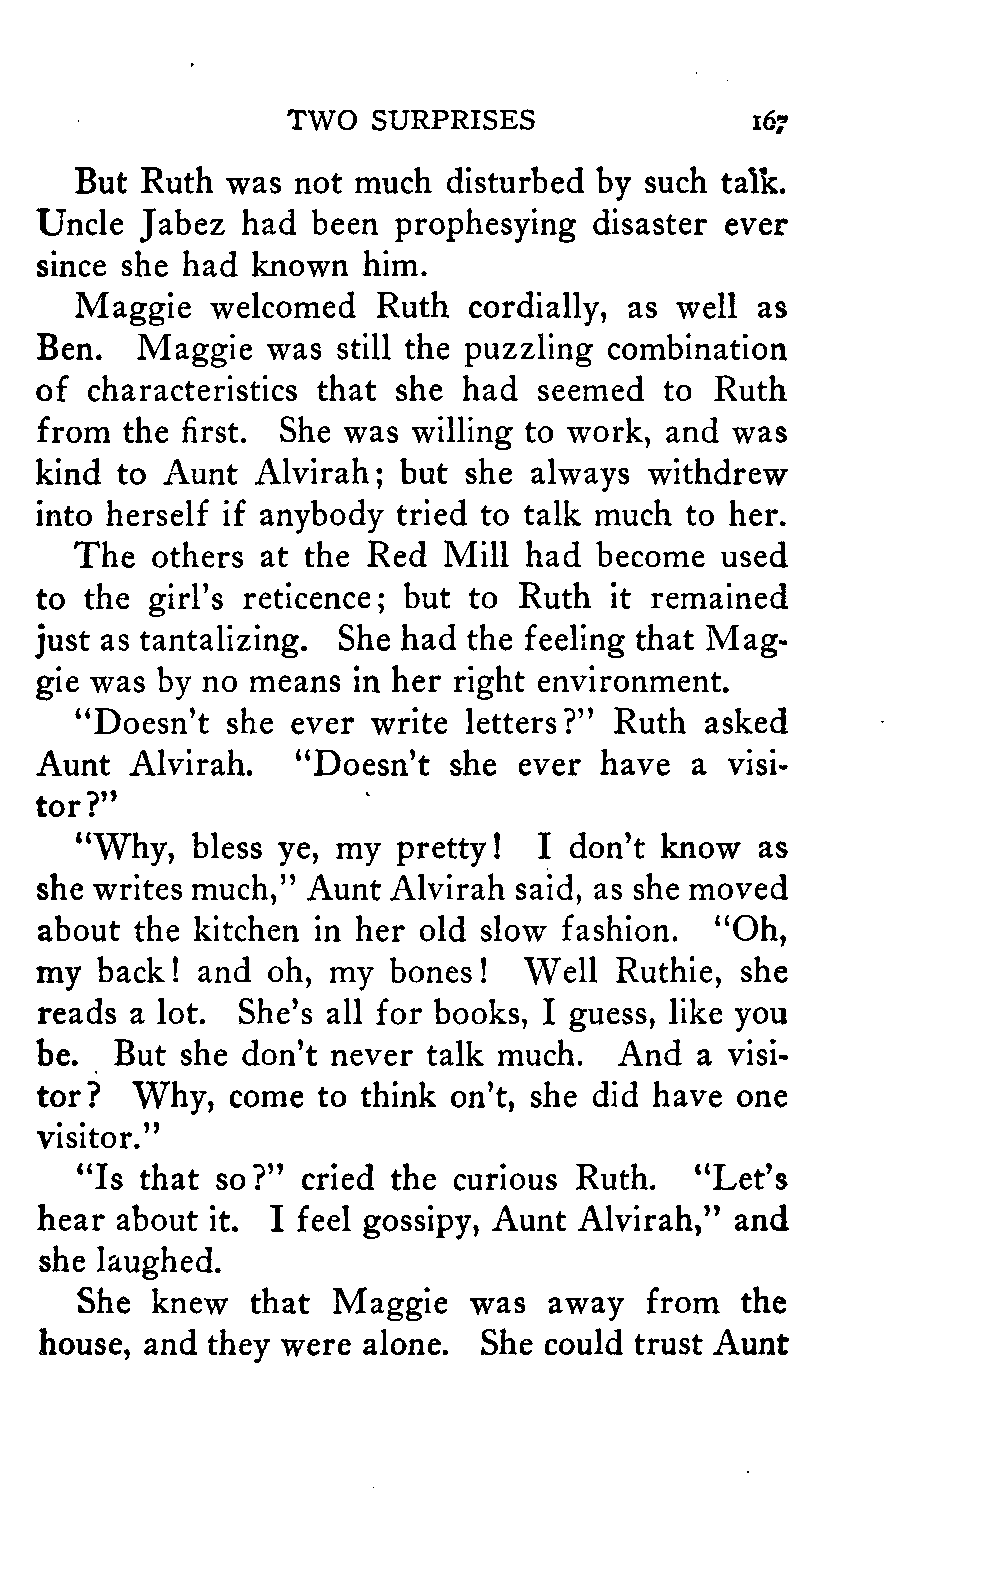 TWO SURPRISES 167
But Ruth was not much disturbed by such talk.
Uncle Jabez had been prophesying disaster ever
since she had known him.
Maggie welcomed Ruth cordially, as well as
Ben. Maggie was still the puzzling combination
of characteristics that she had seemed to Ruth
from the first. She was willing to work, and was
kind to Aunt Alvirah; but she always withdrew
into herself if anybody tried to talk much to her.
The others at the Red Mill had become used
to the girl's reticence; but to Ruth it remained
just as tantalizing. She had the feeling that Mag-
gie was by no means in her right environment.
"Doesn't she ever write letters?" Ruth asked
Aunt Alvirah. "Doesn't she ever have a visi-
tor?"
"Why, bless ye, my pretty! I don't know as
she writes much," Aunt Alvirah said, as she moved
about the kitchen in her old slow fashion. "Oh,
my back! and oh, my bones! Well Ruthie, she
reads a lot. She's all for books, I guess, like you
be. But she don't never talk much. And a visi-
tor? Why, come to think on't, she did have one
visitor."
"Is that so?" cried the curious Ruth. "Let's
hear about it. I feel gossipy, Aunt Alvirah," and
she laughed.
She knew that Maggie was away from the
house, and they were alone. She could trust Aunt